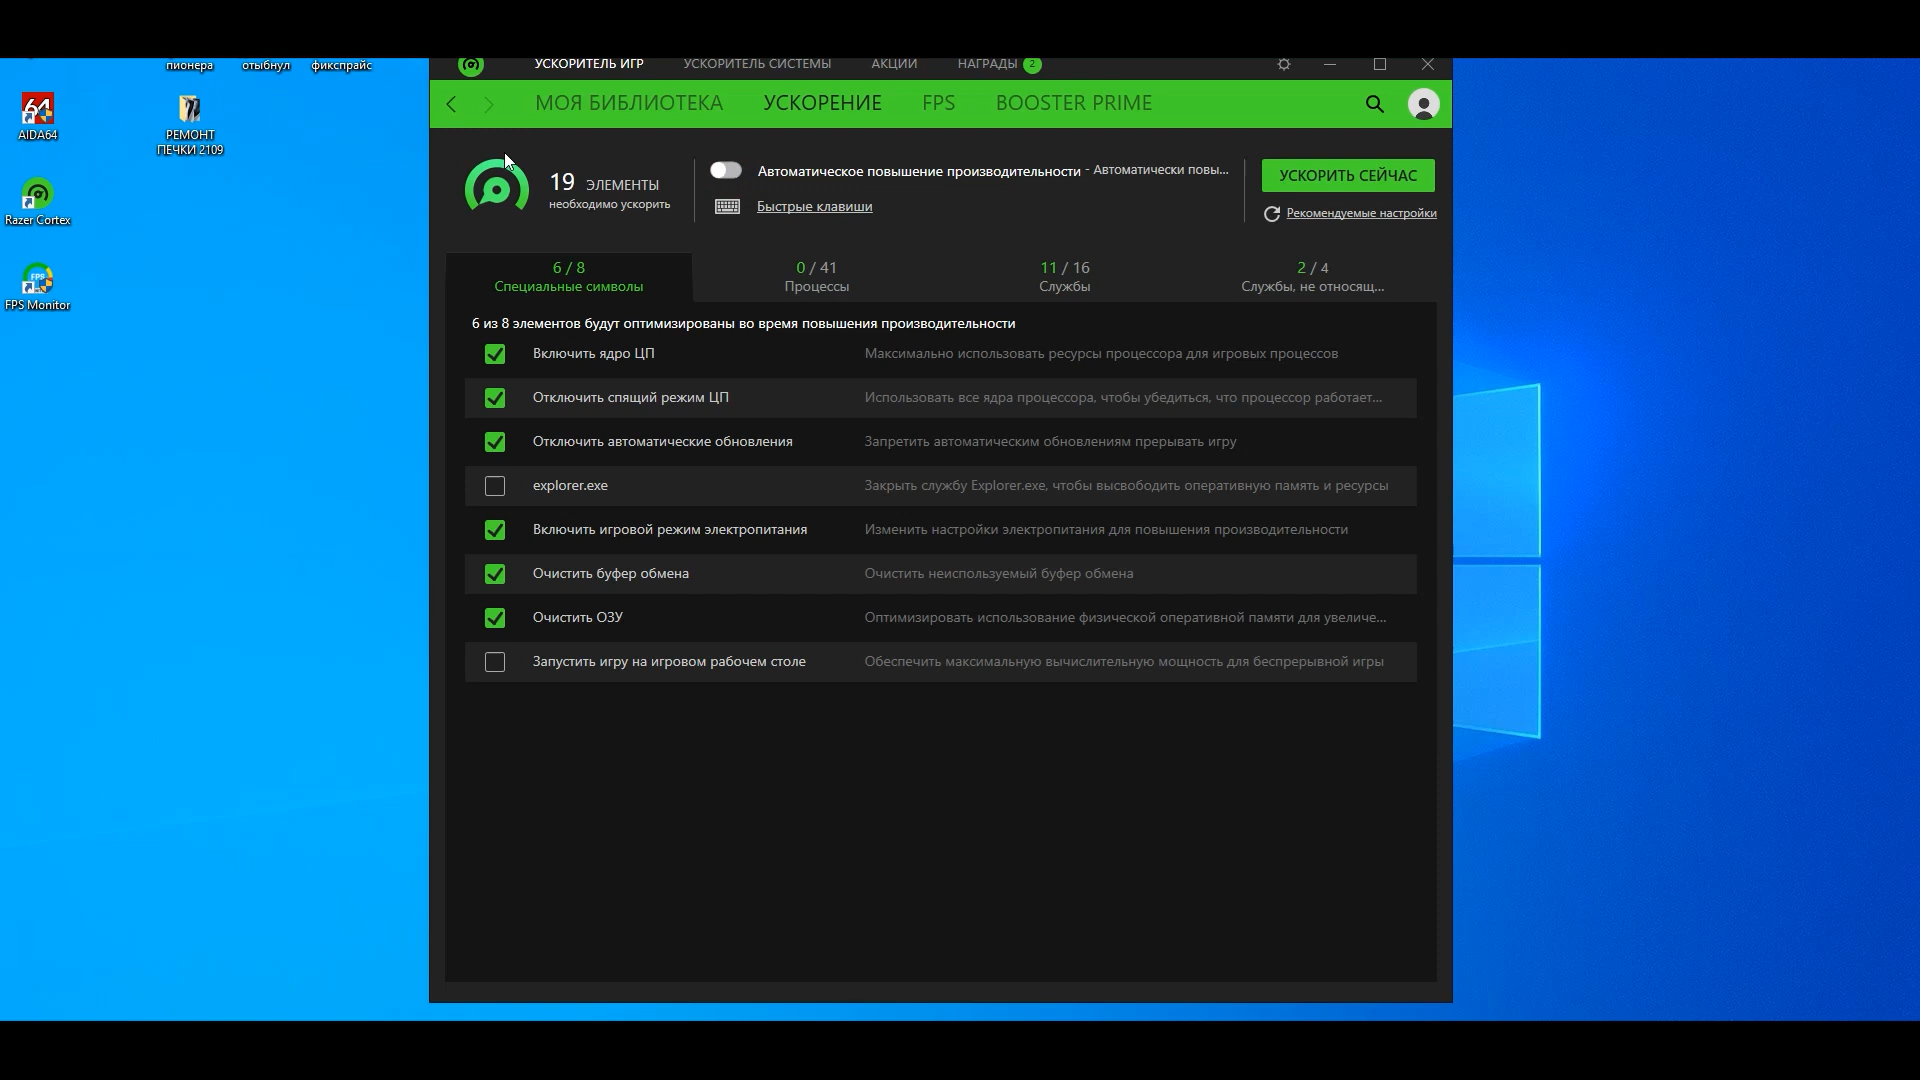 пионера
отыбнул
фикспрайс
64
AIDA64
РЕМОНТ
ПЕЧКИ 2109
Razer Cortex
FPS
FPS Monitor
УСКОРИТЕЛЬ ИГР
УСКОРИТЕЛЬ СИСТЕМЫ
АКЦИИ
НАГРАДЫ 2
МОЯ БИБЛИОТЕКА
УСКОРЕНИЕ
FPS
BOOSTER PRIME
19 ЭЛЕМЕНТЫ
необходимо ускорить
Автоматическое повышение производительности - Автоматически повы...
Быстрые клавиши
УСКОРИТЬ СЕЙЧАС
Рекомендуемые настройки
6 / 8
Специальные символы
0 / 41
Процессы
11 / 16
Службы
2 / 4
Службы, не относящ...
6 из 8 элементов будут оптимизированы во время повышения производительности
Включить ядро ЦП Максимально использовать ресурсы процессора для игровых процессов
Отключить спящий режим ЦП Использовать все ядра процессора, чтобы убедиться, что процессор работает...
Отключить автоматические обновления Запретить автоматическим обновлениям прерывать игру
explorer.exe Закрыть службу Explorer.exe, чтобы высвободить оперативную память и ресурсы
Включить игровой режим электропитания Изменить настройки электропитания для повышения производительности
Очистить буфер обмена Очистить неиспользуемый буфер обмена
Очистить ОЗУ Оптимизировать использование физической оперативной памяти для увеличе...
Запустить игру на игровом рабочем столе Обеспечить максимальную вычислительную мощность для беспрерывной игры